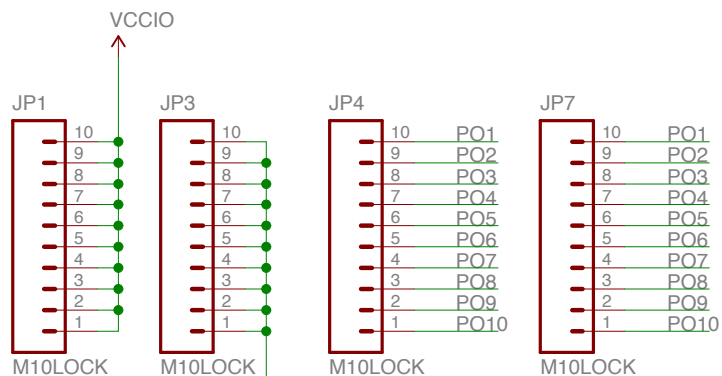 VCCIO
JP1 JP3 JP4 JP7
10 10 10 PO1 10 PO1
9 9 9 PO2 9 PO2
8 8 8 PO3 8 PO3
7 7 7 PO4 7 PO4
6 6 6 PO5 6 PO5
5 5 5 PO6 5 PO6
4 4 4 PO7 4 PO7
3 3 3 PO8 3 PO8
2 2 2 PO9 2 PO9
1 1 1 PO10 1 PO10
M10LOCK M10LOCK M10LOCK M10LOCK